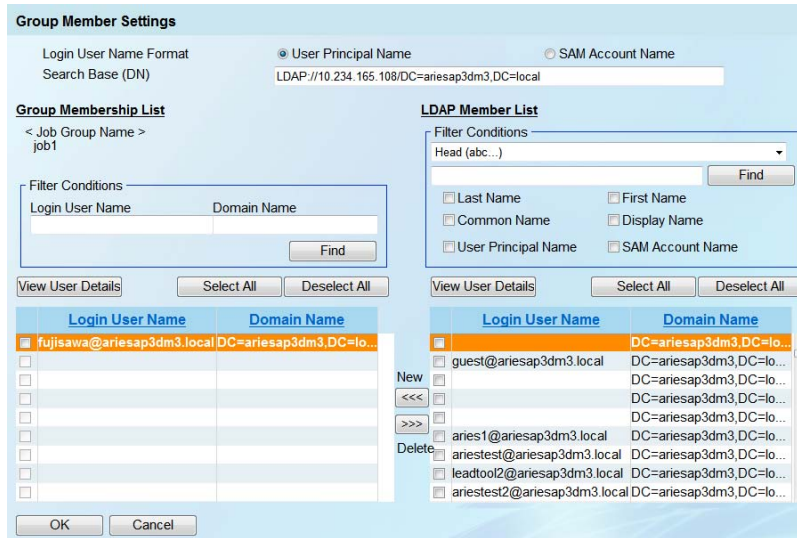 Group Member Settings
Login User Name Format
User Principal Name
SAM Account Name
Search Base (DN)
LDAP://10.234.165.108/DC=ariesap3dm3,DC=local
Group Membership List
< Job Group Name >
job1
Filter Conditions
Login User Name Domain Name
Find
View User Details Select All Deselect All
Login User Name Domain Name
fujisawa@ariesap3dm3.local DC=ariesap3dm3,DC=lo...
New
<<<
>>>
Delete
LDAP Member List
Filter Conditions
Head (abc...)
Find
Last Name First Name
Common Name Display Name
User Principal Name SAM Account Name
View User Details Select All Deselect All
Login User Name Domain Name
DC=ariesap3dm3,DC=lo...
guest@ariesap3dm3.local DC=ariesap3dm3,DC=lo...
DC=ariesap3dm3,DC=lo...
DC=ariesap3dm3,DC=lo...
DC=ariesap3dm3,DC=lo...
aries1@ariesap3dm3.local DC=ariesap3dm3,DC=lo...
ariestest@ariesap3dm3.local DC=ariesap3dm3,DC=lo...
leadtool2@ariesap3dm3.local DC=ariesap3dm3,DC=lo...
ariestest2@ariesap3dm3.local DC=ariesap3dm3,DC=lo...
OK Cancel